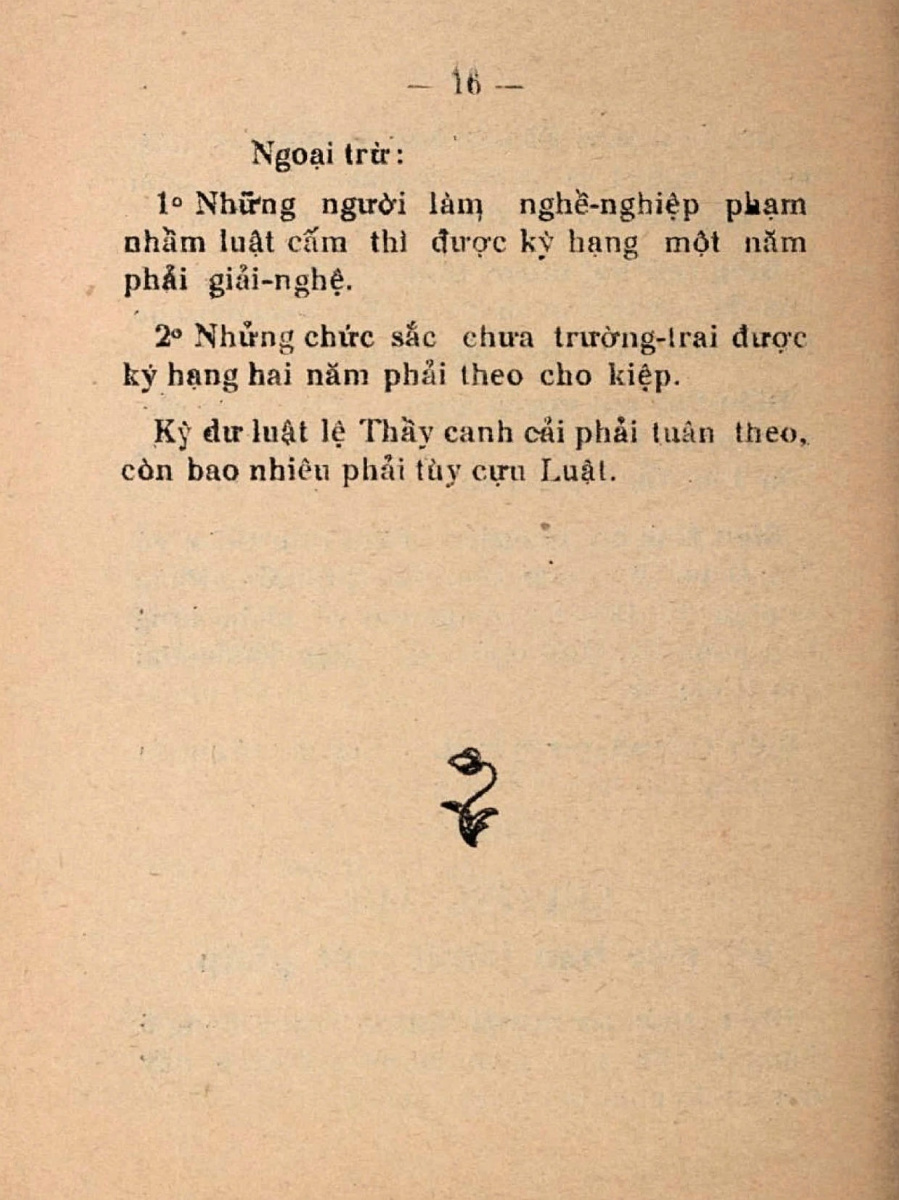 — 16 —
Ngoại trừ:
1º Những người làm nghề-nghiệp phạm
nhằm luật cấm thì được kỳ hạng một năm
phải giải-nghệ.
2º Nhửng chức sắc chưa trường-trai được
kỳ hạng hai năm phải theo cho kiệp.
Kỳ dư luật lệ Thầy canh cải phải tuân theo,
còn bao nhiêu phải tùy cựu Luật.